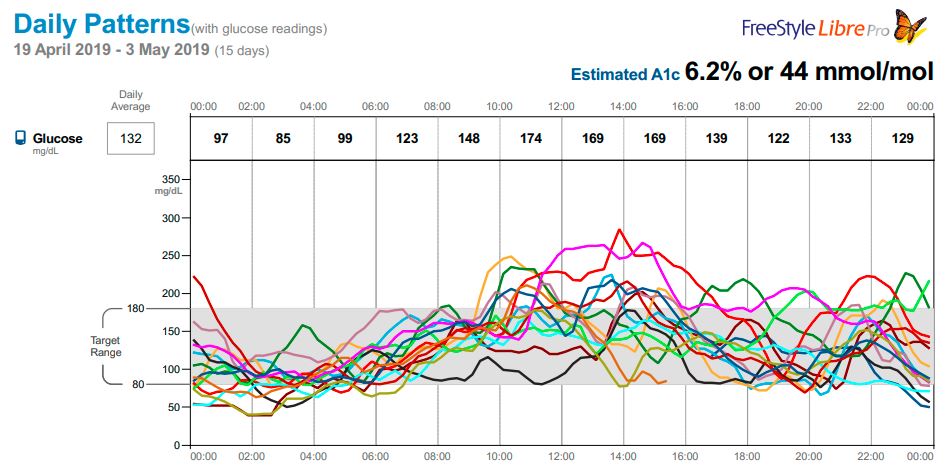 Daily Patterns (with glucose readings)
19 April 2019 - 3 May 2019 (15 days)
FreeStyle Libre Pro
Estimated A1c 6.2% or 44 mmol/mol
Daily
Average
00:00 02:00 04:00 06:00 08:00 10:00 12:00 14:00 16:00 18:00 20:00 22:00 00:00
Glucose
mg/dL
132
97 85 99 123 148 174 169 169 139 122 133 129
350
mg/dL
300
250
200
180
150
Target
Range
100
80
50
0
00:00 02:00 04:00 06:00 08:00 10:00 12:00 14:00 16:00 18:00 20:00 22:00 00:00